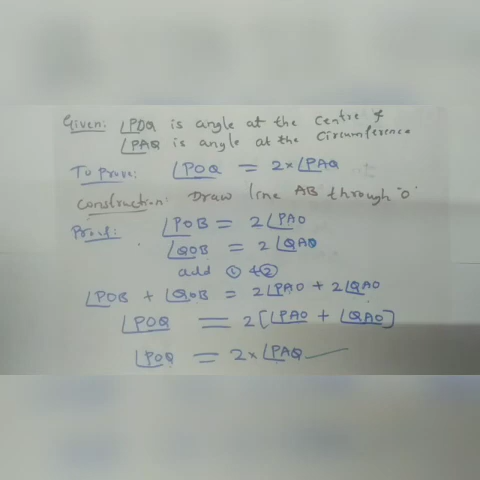 Given: ∠POQ is angle at the Centre &
∠PAQ is angle at the Circumference
To prove: ∠POQ = 2×∠PAQ
Construction: Draw line AB through 'O'
Proof: ∠POB = 2∠PAO
∠QOB = 2∠QAO
add ① & ②
∠POB + ∠QOB = 2∠PAO + 2∠QAO
∠POQ = 2[∠PAO + ∠QAO]
∠POQ = 2×∠PAQ